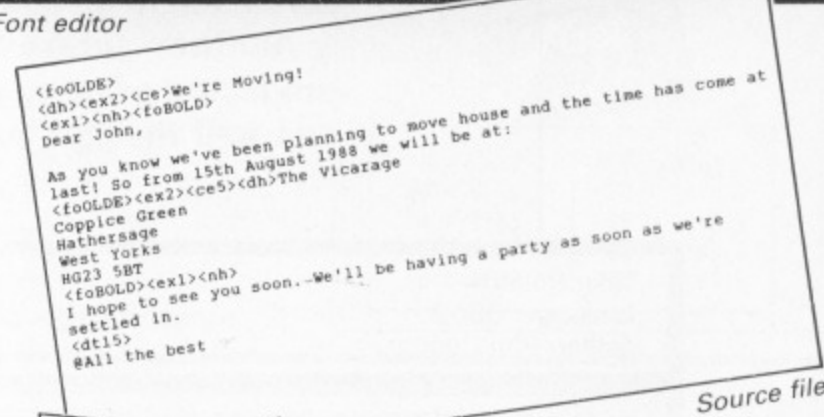 Font editor
<foOLDE>
<dh><ex2><ce>We're Moving!
<ex1><nh><foBOLD>
Dear John,
As you know we've been planning to move house and the time has come at
last! So from 15th August 1988 we will be at:
<foOLDE><ex2><ce5><dh>The Vicarage
Coppice Green
Hathersage
West Yorks
HG23 5BT
<foBOLD><ex1><nh>
I hope to see you soon. We'll be having a party as soon as we're
settled in.
<dt15>
@All the best
Source file